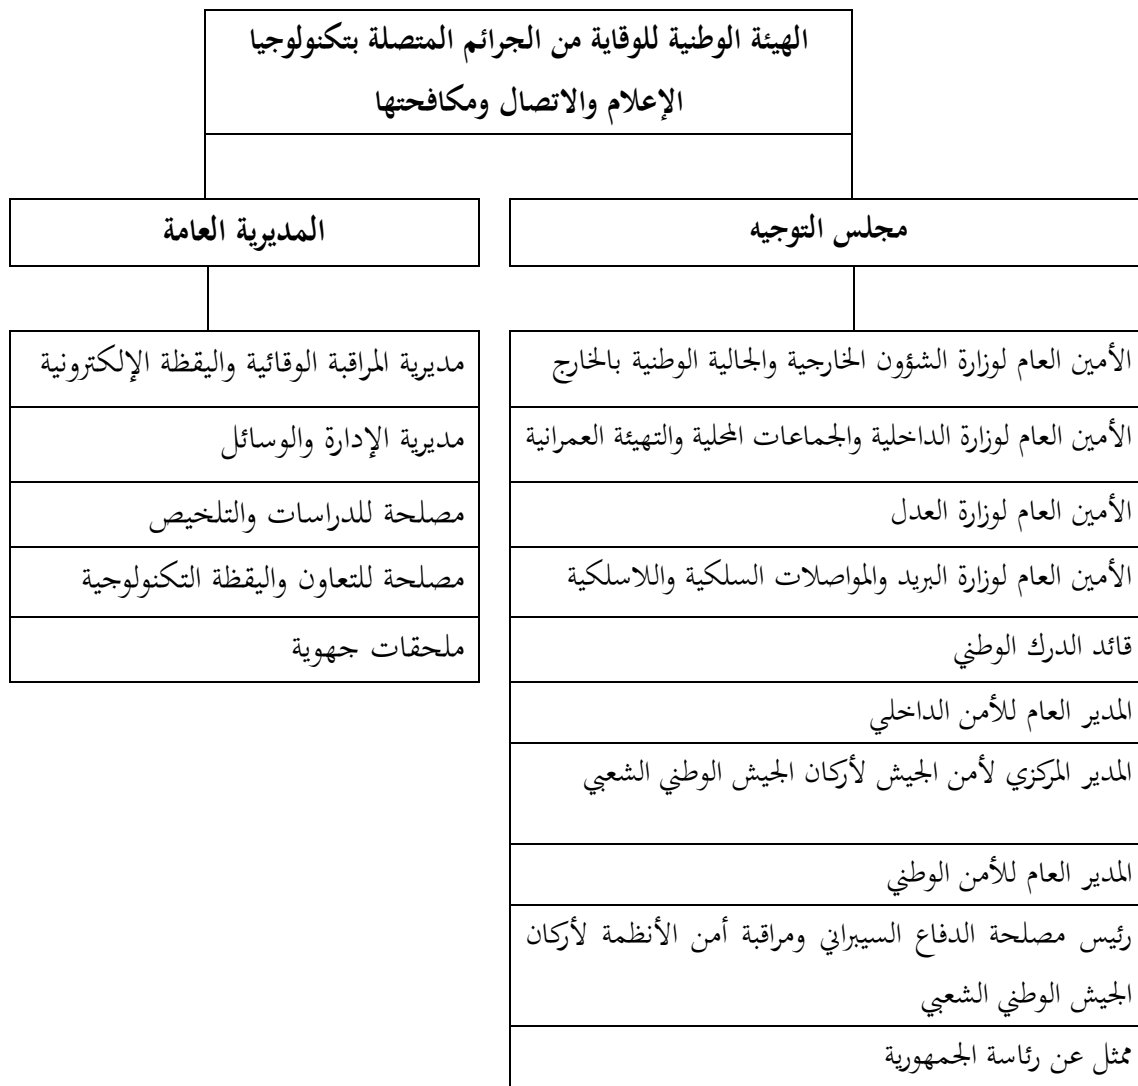 الهيئة الوطنية للوقاية من الجرائم المتصلة بتكنولوجيا
الإعلام والاتصال ومكافحتها
مجلس التوجيه
الأمين العام لوزارة الشؤون الخارجية والجالية الوطنية بالخارج
الأمين العام لوزارة الداخلية والجماعات المحلية والتهيئة العمرانية
الأمين العام لوزارة العدل
الأمين العام لوزارة البريد والمواصلات السلكية واللاسلكية
قائد الدرك الوطني
المدير العام للأمن الداخلي
المدير المركزي لأمن الجيش لأركان الجيش الوطني الشعبي
المدير العام للأمن الوطني
رئيس مصلحة الدفاع السيبراني ومراقبة أمن الأنظمة لأركان
الجيش الوطني الشعبي
ممثل عن رئاسة الجمهورية
المديرية العامة
مديرية المراقبة الوقائية واليقظة الإلكترونية
مديرية الإدارة والوسائل
مصلحة للدراسات والتلخيص
مصلحة للتعاون واليقظة التكنولوجية
ملحقات جهوية